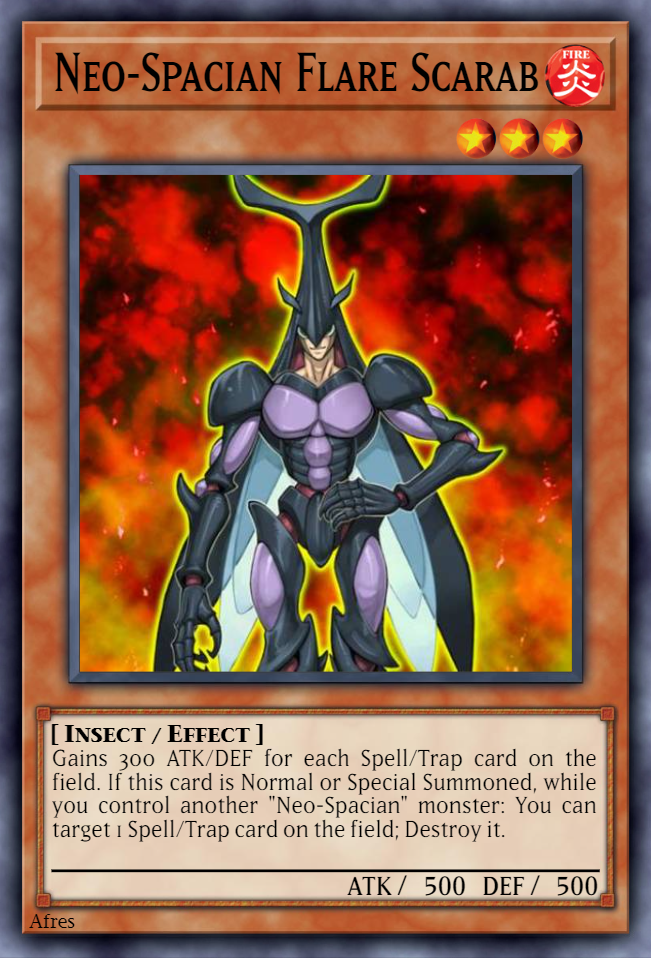 Neo-Spacian Flare Scarab
FIRE
炎
[ Insect / Effect ]
Gains 300 ATK/DEF for each Spell/Trap card on the
field. If this card is Normal or Special Summoned, while
you control another "Neo-Spacian" monster: You can
target 1 Spell/Trap card on the field; Destroy it.
ATK / 500 DEF / 500
Afres